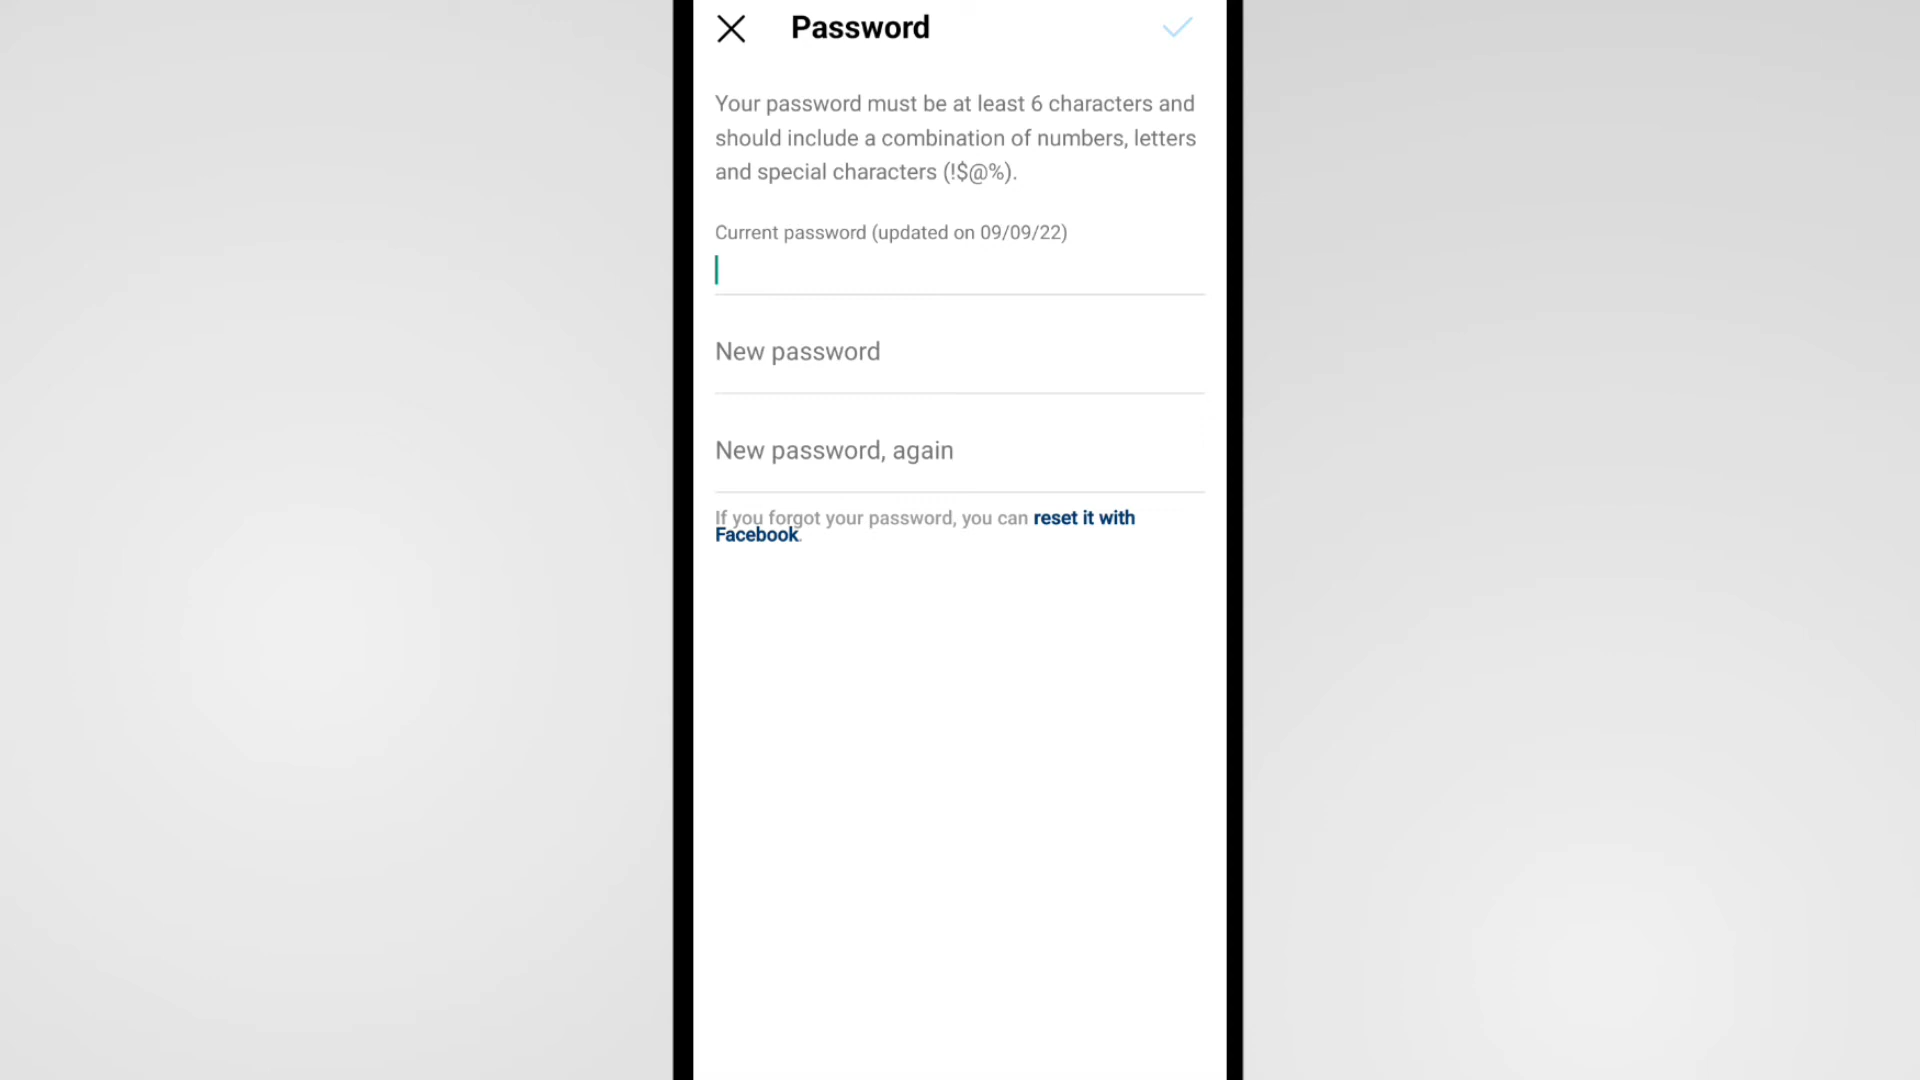 Password
Your password must be at least 6 characters and
should include a combination of numbers, letters
and special characters (!$@%).
Current password (updated on 09/09/22)
New password
New password, again
If you forgot your password, you can reset it with
Facebook.